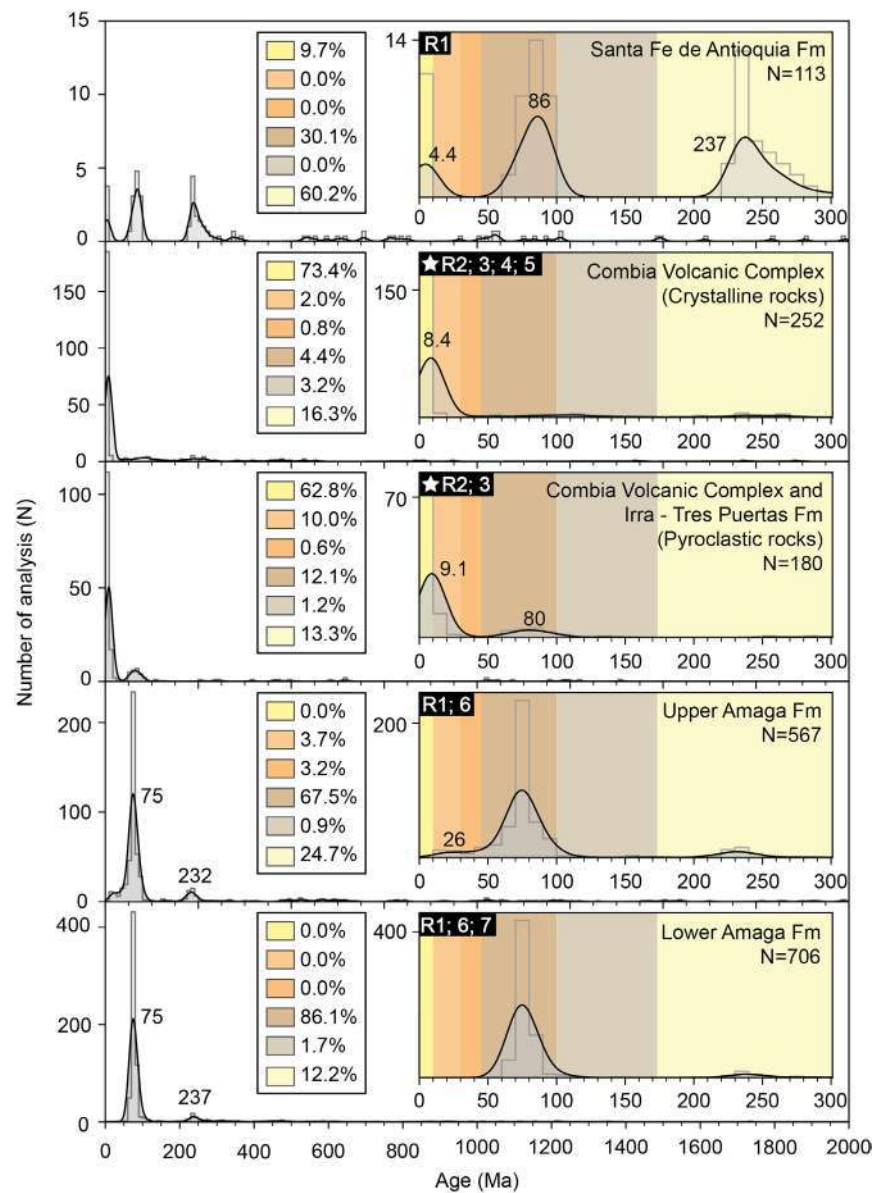 Number of analysis (N)
15
10
5
0
9.7%
0.0%
0.0%
30.1%
0.0%
60.2%
14
R1
Santa Fe de Antioquia Fm
N=113
4.4
86
237
0 50 100 150 200 250 300
150
100
50
0
73.4%
2.0%
0.8%
4.4%
3.2%
16.3%
150
★R2; 3; 4; 5
Combia Volcanic Complex
(Crystalline rocks)
N=252
8.4
0 50 100 150 200 250 300
100
50
0
62.8%
10.0%
0.6%
12.1%
1.2%
13.3%
70
★R2; 3
Combia Volcanic Complex and
Irra - Tres Puertas Fm
(Pyroclastic rocks)
N=180
9.1
80
0 50 100 150 200 250 300
200
100
0
75
232
0.0%
3.7%
3.2%
67.5%
0.9%
24.7%
200
R1; 6
Upper Amaga Fm
N=567
26
0 50 100 150 200 250 300
400
200
0
75
237
0.0%
0.0%
0.0%
86.1%
1.7%
12.2%
400
R1; 6; 7
Lower Amaga Fm
N=706
0 50 100 150 200 250 300
0 200 400 600 800 1000 1200 1400 1600 1800 2000
Age (Ma)